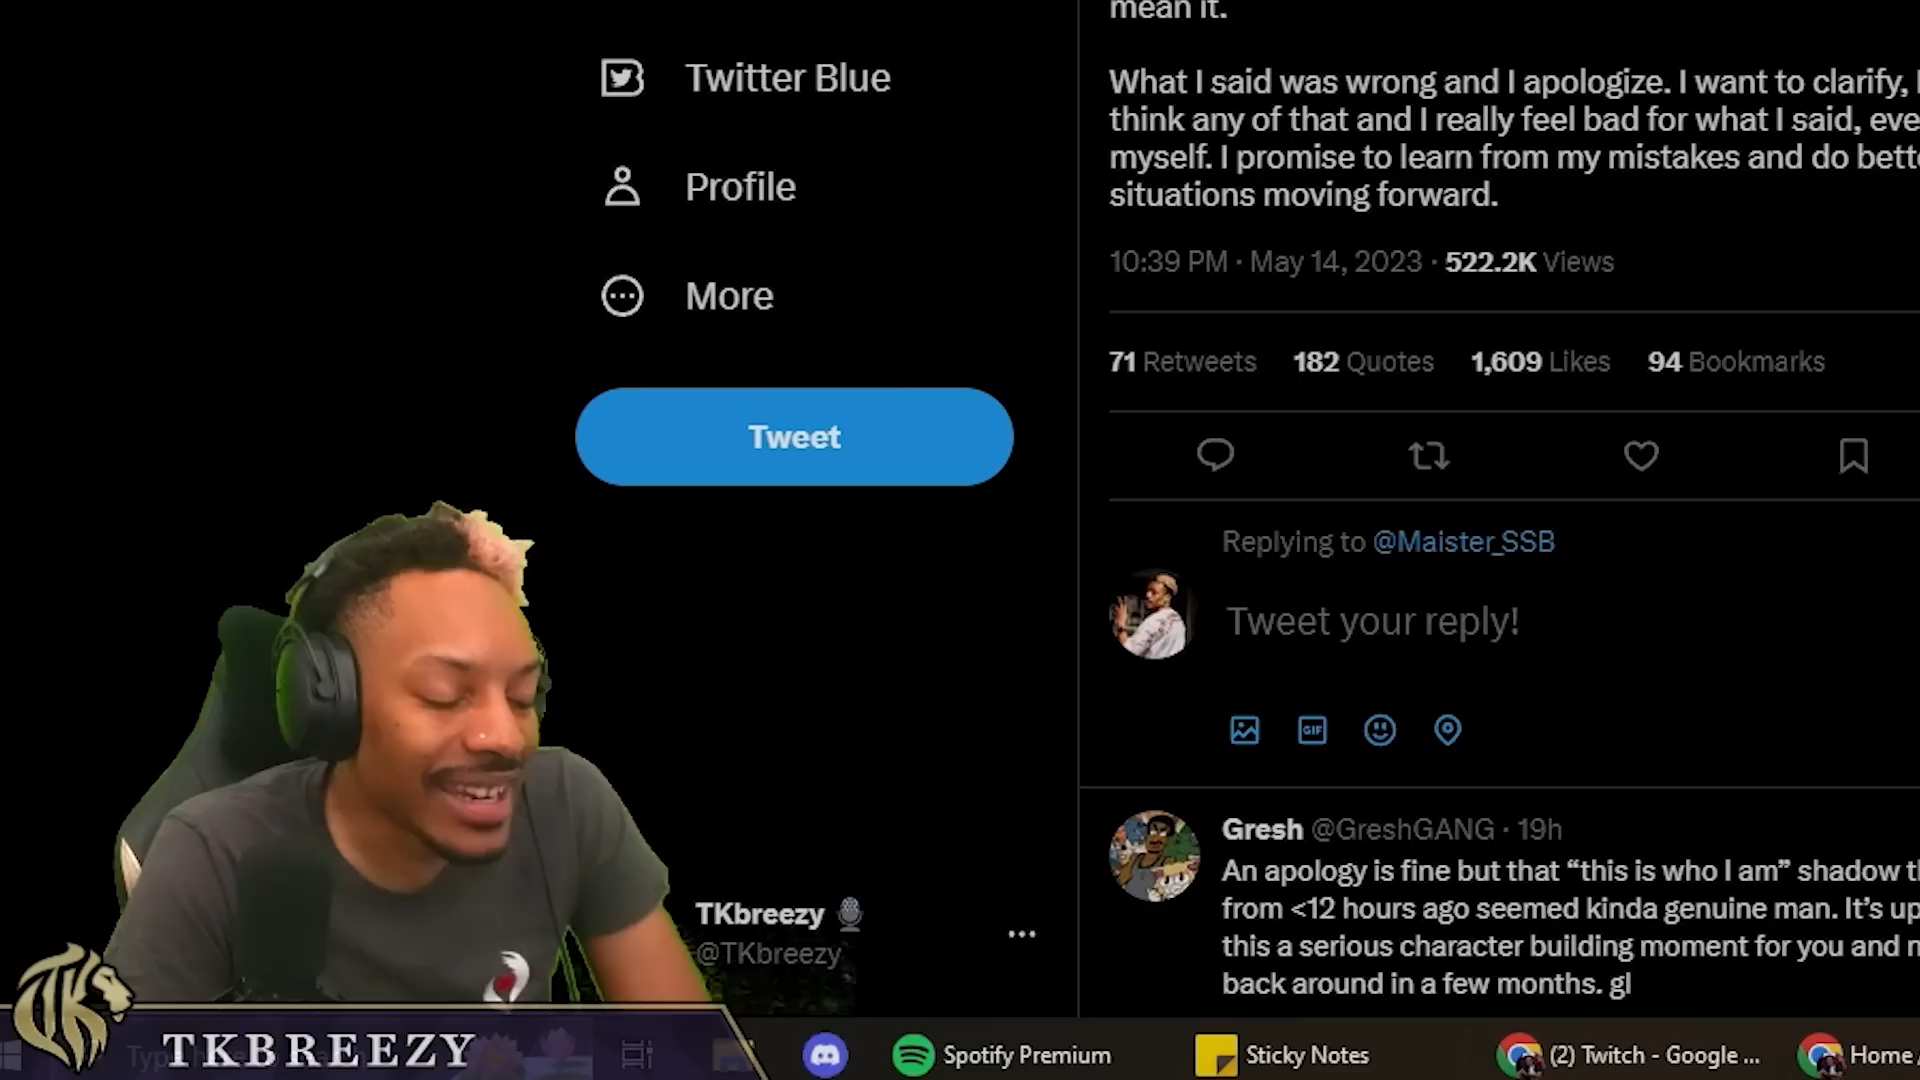 mean it.
Twitter Blue
What I said was wrong and I apologize. I want to clarify,
think any of that and I really feel bad for what I said, eve
myself. I promise to learn from my mistakes and do bette
situations moving forward.
Profile
10:39 PM · May 14, 2023 · 522.2K Views
More
71 Retweets 182 Quotes 1,609 Likes 94 Bookmarks
Tweet
Replying to @Maister_SSB
Tweet your reply!
GIF
Gresh @GreshGANG · 19h
An apology is fine but that “this is who I am” shadow th
from <12 hours ago seemed kinda genuine man. It’s up
this a serious character building moment for you and
back around in a few months. gl
TKbreezy
@TKbreezy
TK
TKBREEZY
Spotify Premium
Sticky Notes
(2) Twitch - Google ...
Home